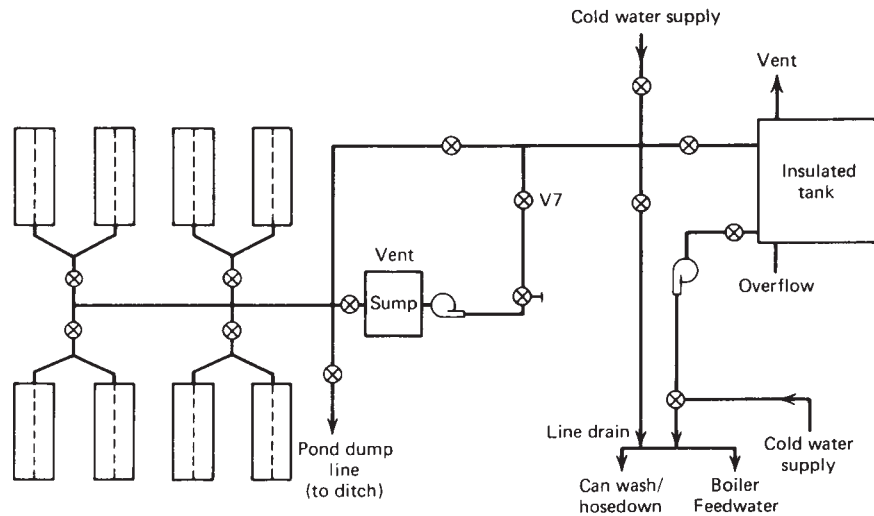 Cold water supply
Vent
Insulated
tank
V7
Vent
Sump
Overflow
Line drain
Cold water
supply
Pond dump
line
(to ditch)
Can wash/
hosedown
Boiler
Feedwater